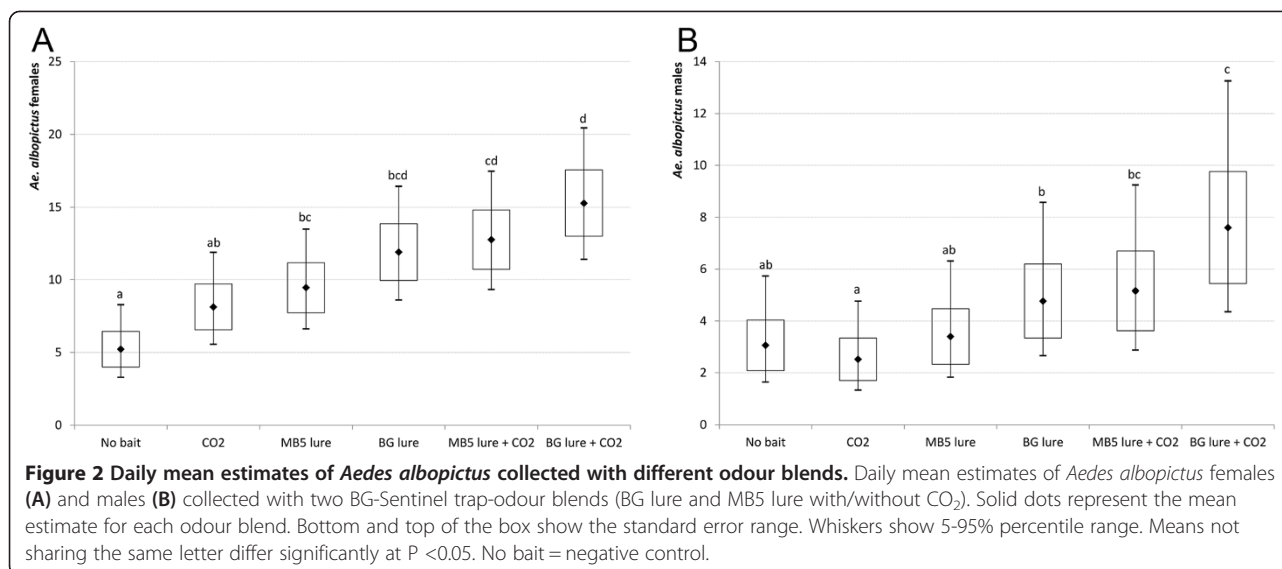 A
Ae. albopictus females
25
20
15
10
5
0
a
ab
bc
bcd
cd
d
No bait
CO2
MB5 lure
BG lure
MB5 lure + CO2
BG lure + CO2
B
Ae. albopictus males
14
12
10
8
6
4
2
0
ab
a
ab
b
bc
c
No bait
CO2
MB5 lure
BG lure
MB5 lure + CO2
BG lure + CO2
Figure 2 Daily mean estimates of Aedes albopictus collected with different odour blends. Daily mean estimates of Aedes albopictus females
(A) and males (B) collected with two BG-Sentinel trap-odour blends (BG lure and MB5 lure with/without CO₂). Solid dots represent the mean
estimate for each odour blend. Bottom and top of the box show the standard error range. Whiskers show 5-95% percentile range. Means not
sharing the same letter differ significantly at P <0.05. No bait = negative control.